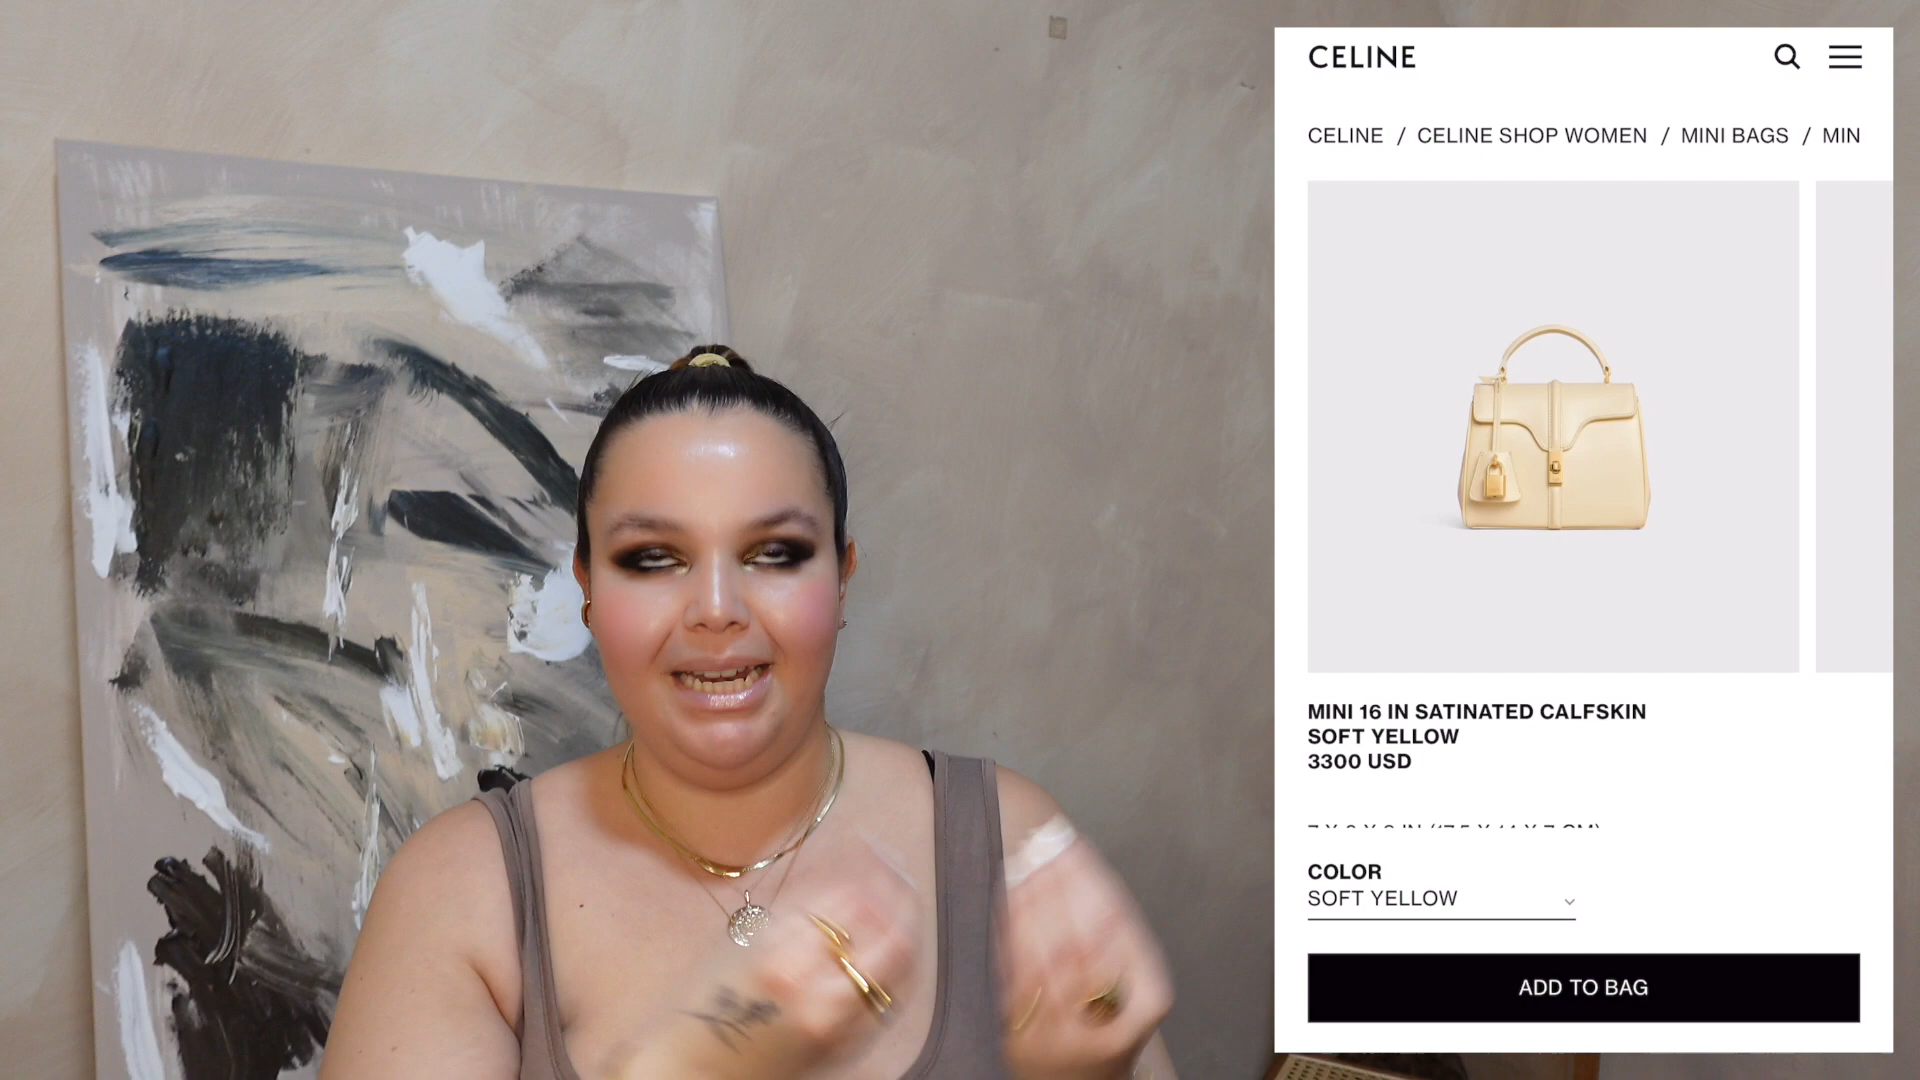 CELINE
CELINE / CELINE SHOP WOMEN / MINI BAGS / MIN
MINI 16 IN SATINATED CALFSKIN
SOFT YELLOW
3300 USD
COLOR
SOFT YELLOW
ADD TO BAG